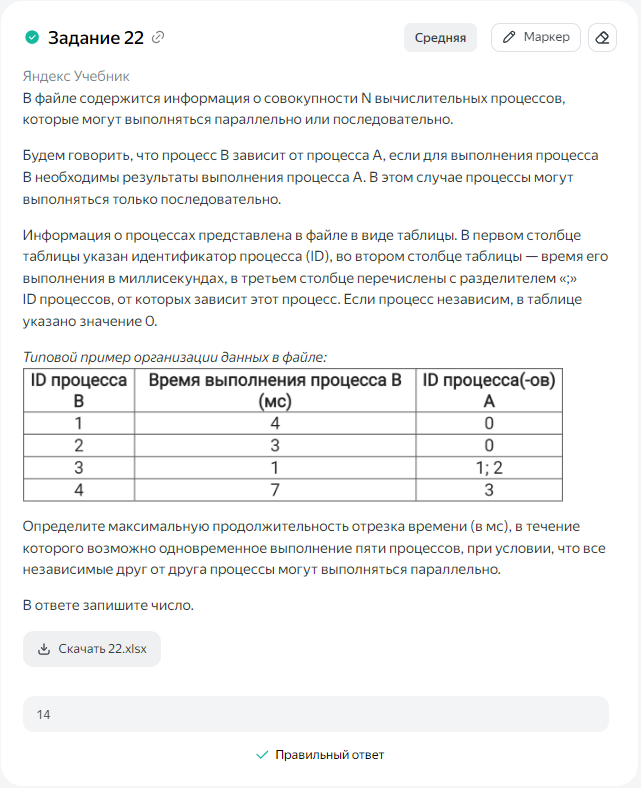 Задание 22
Средняя
Маркер
Яндекс Учебник
В файле содержится информация о совокупности N вычислительных процессов,
которые могут выполняться параллельно или последовательно.
Будем говорить, что процесс B зависит от процесса A, если для выполнения процесса
B необходимы результаты выполнения процесса A. В этом случае процессы могут
выполняться только последовательно.
Информация о процессах представлена в файле в виде таблицы. В первом столбце
таблицы указан идентификатор процесса (ID), во втором столбце таблицы — время его
выполнения в миллисекундах, в третьем столбце перечислены с разделителем «;»
ID процессов, от которых зависит этот процесс. Если процесс независим, в таблице
указано значение 0.
Типовой пример организации данных в файле:
ID процесса B Время выполнения процесса B (мс) ID процесса(-ов) A
1 4 0
2 3 0
3 1 1; 2
4 7 3
Определите максимальную продолжительность отрезка времени (в мс), в течение
которого возможно одновременное выполнение пяти процессов, при условии, что все
независимые друг от друга процессы могут выполняться параллельно.
В ответе запишите число.
Скачать 22.xlsx
14
Правильный ответ